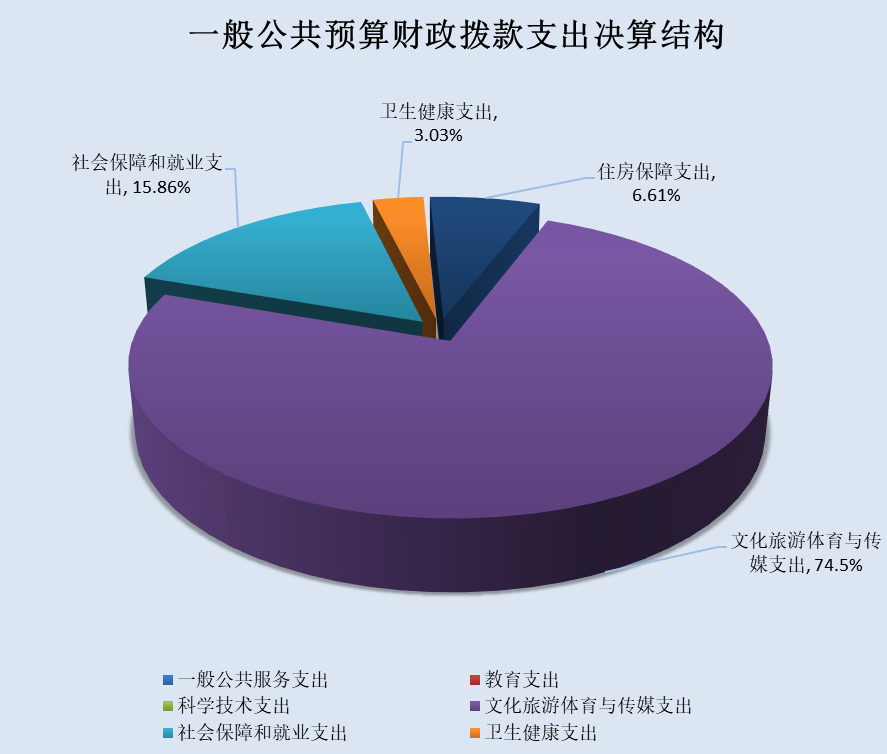 一般公共预算财政拨款支出决算结构
卫生健康支出,
3.03%
社会保障和就业支
出, 15.86%
住房保障支出,
6.61%
文化旅游体育与传
媒支出, 74.5%
一般公共服务支出
教育支出
科学技术支出
文化旅游体育与传媒支出
社会保障和就业支出
卫生健康支出